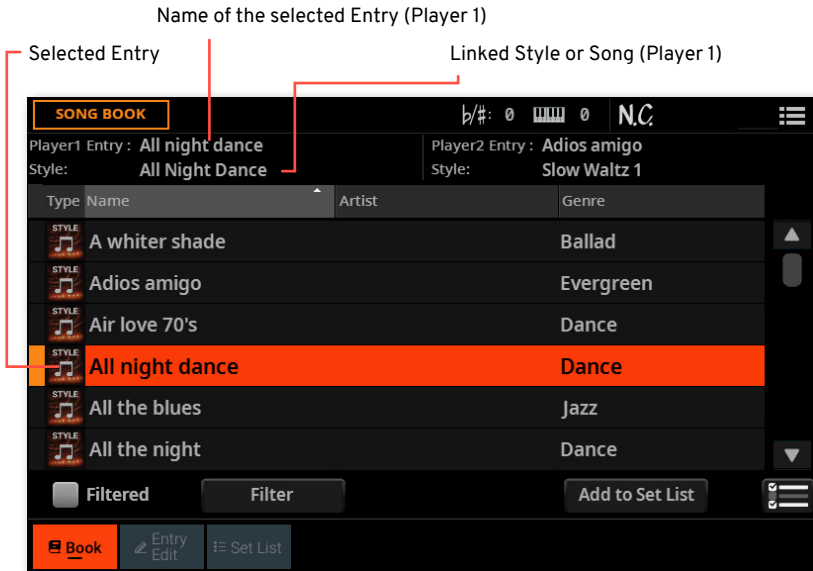 Name of the selected Entry (Player 1)
Selected Entry
Linked Style or Song (Player 1)
SONG BOOK
♭/#: 0 0 N.C.
Player1 Entry : All night dance
Style: All Night Dance
Player2 Entry : Adios amigo
Style: Slow Waltz 1
Type Name Artist Genre
STYLE A whiter shade Ballad
STYLE Adios amigo Evergreen
STYLE Air love 70's Dance
STYLE All night dance Dance
STYLE All the blues Jazz
STYLE All the night Dance
Filtered Filter Add to Set List
Book Entry Edit Set List